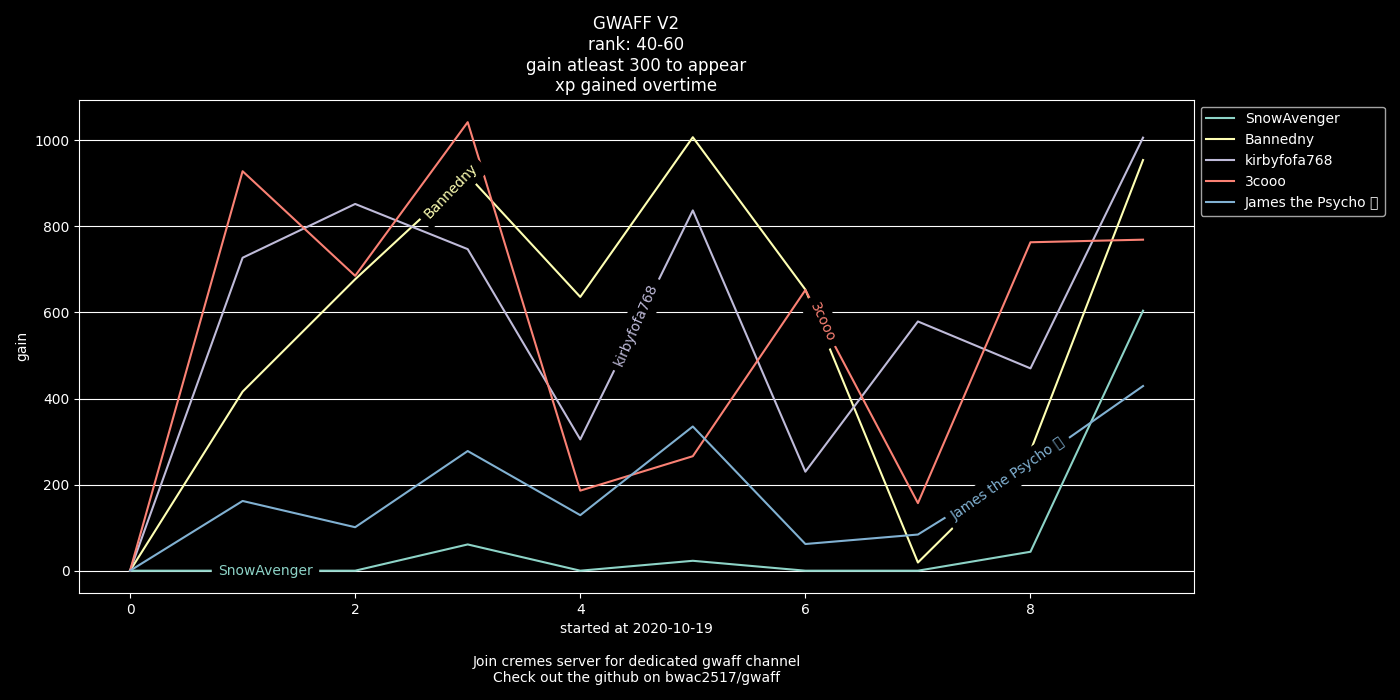 GWAFF V2
rank: 40-60
gain atleast 300 to appear
xp gained overtime
gain
1000
800
600
400
200
0
0 2 4 6 8
Bannedny
kirbyfofa768
3cooo
James the Psycho
SnowAvenger
SnowAvenger
Bannedny
kirbyfofa768
3cooo
James the Psycho
started at 2020-10-19
Join cremes server for dedicated gwaff channel
Check out the github on bwac2517/gwaff